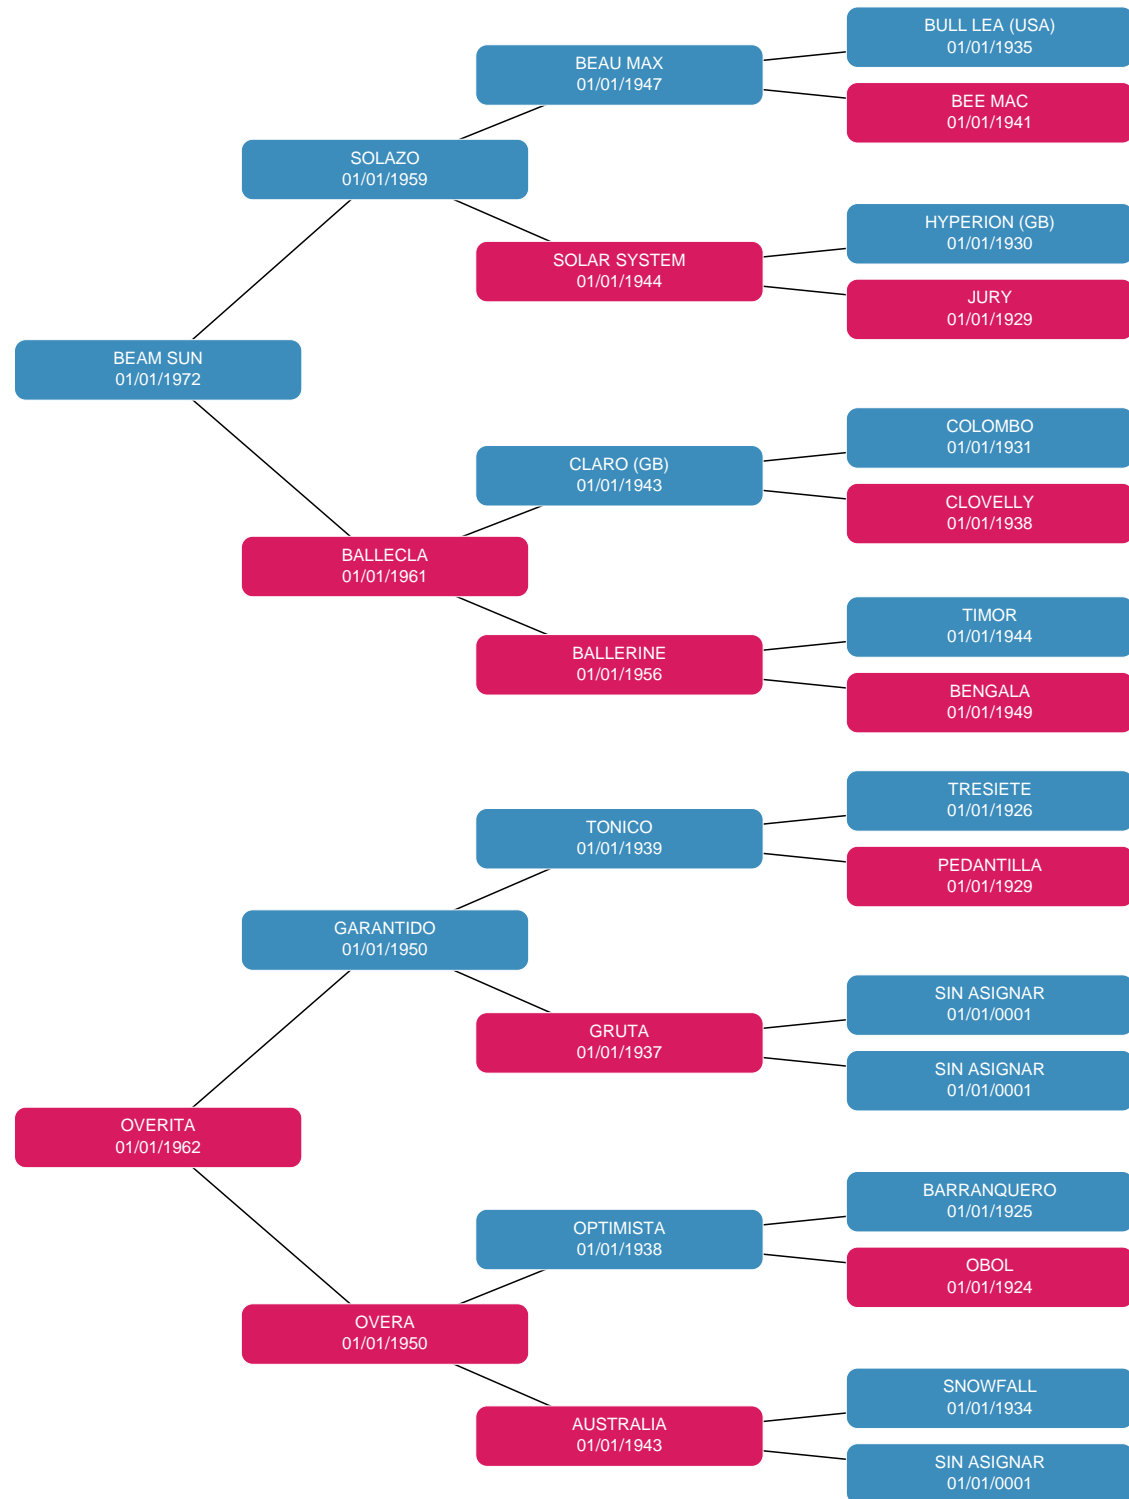 BULL LEA (USA)
01/01/1935
BEAU MAX
01/01/1947
BEE MAC
01/01/1941
SOLAZO
01/01/1959
HYPERION (GB)
01/01/1930
SOLAR SYSTEM
01/01/1944
JURY
01/01/1929
BEAM SUN
01/01/1972
COLOMBO
01/01/1931
CLARO (GB)
01/01/1943
CLOVELLY
01/01/1938
BALLECLA
01/01/1961
TIMOR
01/01/1944
BALLERINE
01/01/1956
BENGALA
01/01/1949
TRESIETE
01/01/1926
TONICO
01/01/1939
PEDANTILLA
01/01/1929
GARANTIDO
01/01/1950
SIN ASIGNAR
01/01/0001
GRUTA
01/01/1937
SIN ASIGNAR
01/01/0001
OVERITA
01/01/1962
BARRANQUERO
01/01/1925
OPTIMISTA
01/01/1938
OBOL
01/01/1924
OVERA
01/01/1950
SNOWFALL
01/01/1934
AUSTRALIA
01/01/1943
SIN ASIGNAR
01/01/0001